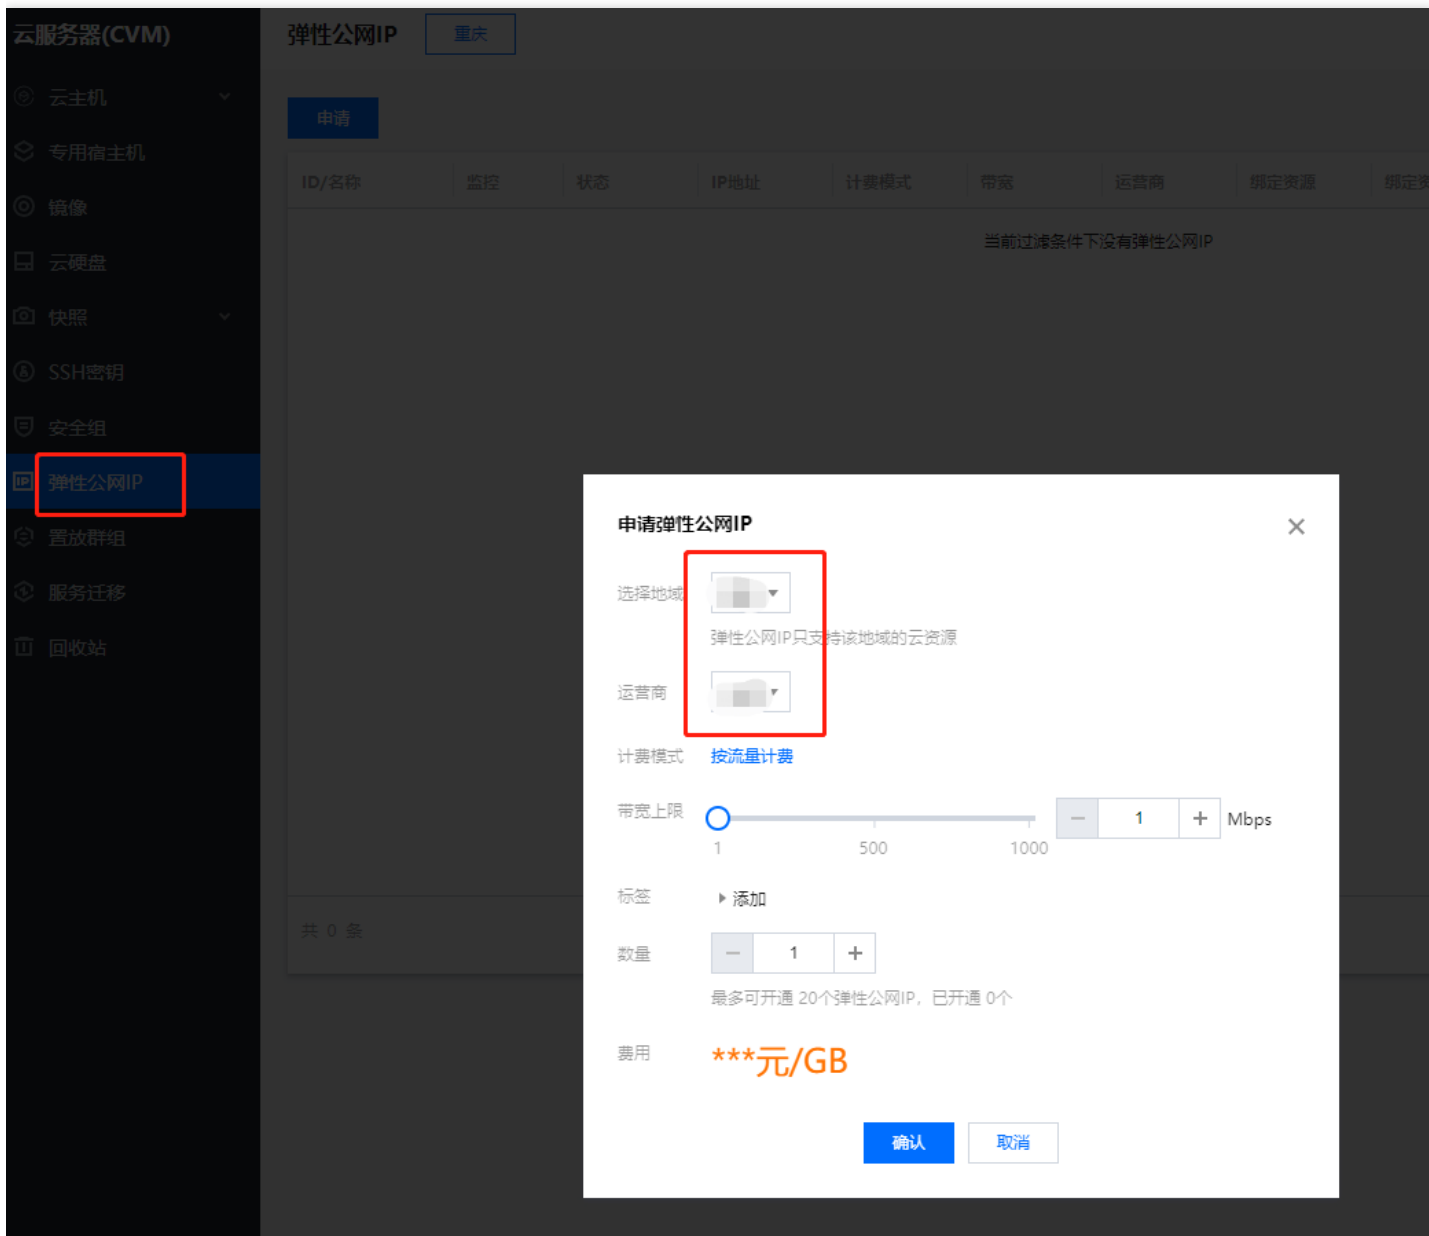 云服务器(CVM)
弹性公网IP
重庆
云主机
专用宿主机
镜像
云硬盘
快照
SSH密钥
安全组
弹性公网IP
置放群组
服务迁移
回收站
申请
ID/名称 监控 状态 IP地址 计费模式 带宽 运营商 绑定资源 绑定资
当前过滤条件下没有弹性公网IP
共 0 条
申请弹性公网IP
选择地域
弹性公网IP只支持该地域的云资源
运营商
计费模式 按流量计费
带宽上限
1 Mbps
1 500 1000
标签 添加
数量 1
最多可开通 20个弹性公网IP，已开通 0个
费用 ***元/GB
确认 取消